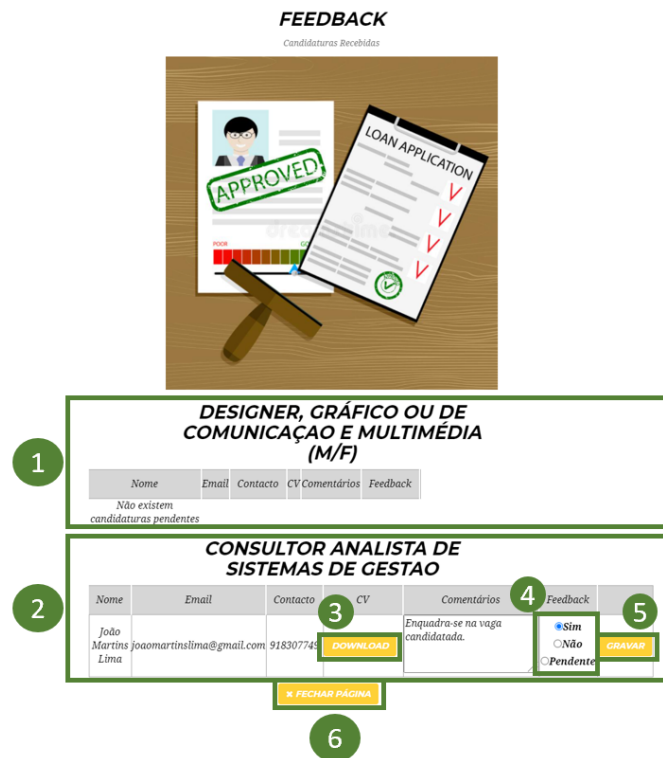 FEEDBACK
Candidaturas Recebidas
APPROVED
POOR
LOAN APPLICATION
DESIGNER, GRÁFICO OU DE
COMUNICAÇAO E MULTIMÉDIA
(M/F)
1
Nome Email Contacto CV Comentários Feedback
Não existem
candidaturas pendentes
CONSULTOR ANALISTA DE
SISTEMAS DE GESTAO
2
3
4
5
Nome Email Contacto CV Comentários Feedback
João
Martins
Lima
joaomartinslima@gmail.com
91830774
DOWNLOAD
Enquadra-se na vaga
candidatada.
Sim
Não
Pendente
GRAVAR
× FECHAR PÁGINA
6